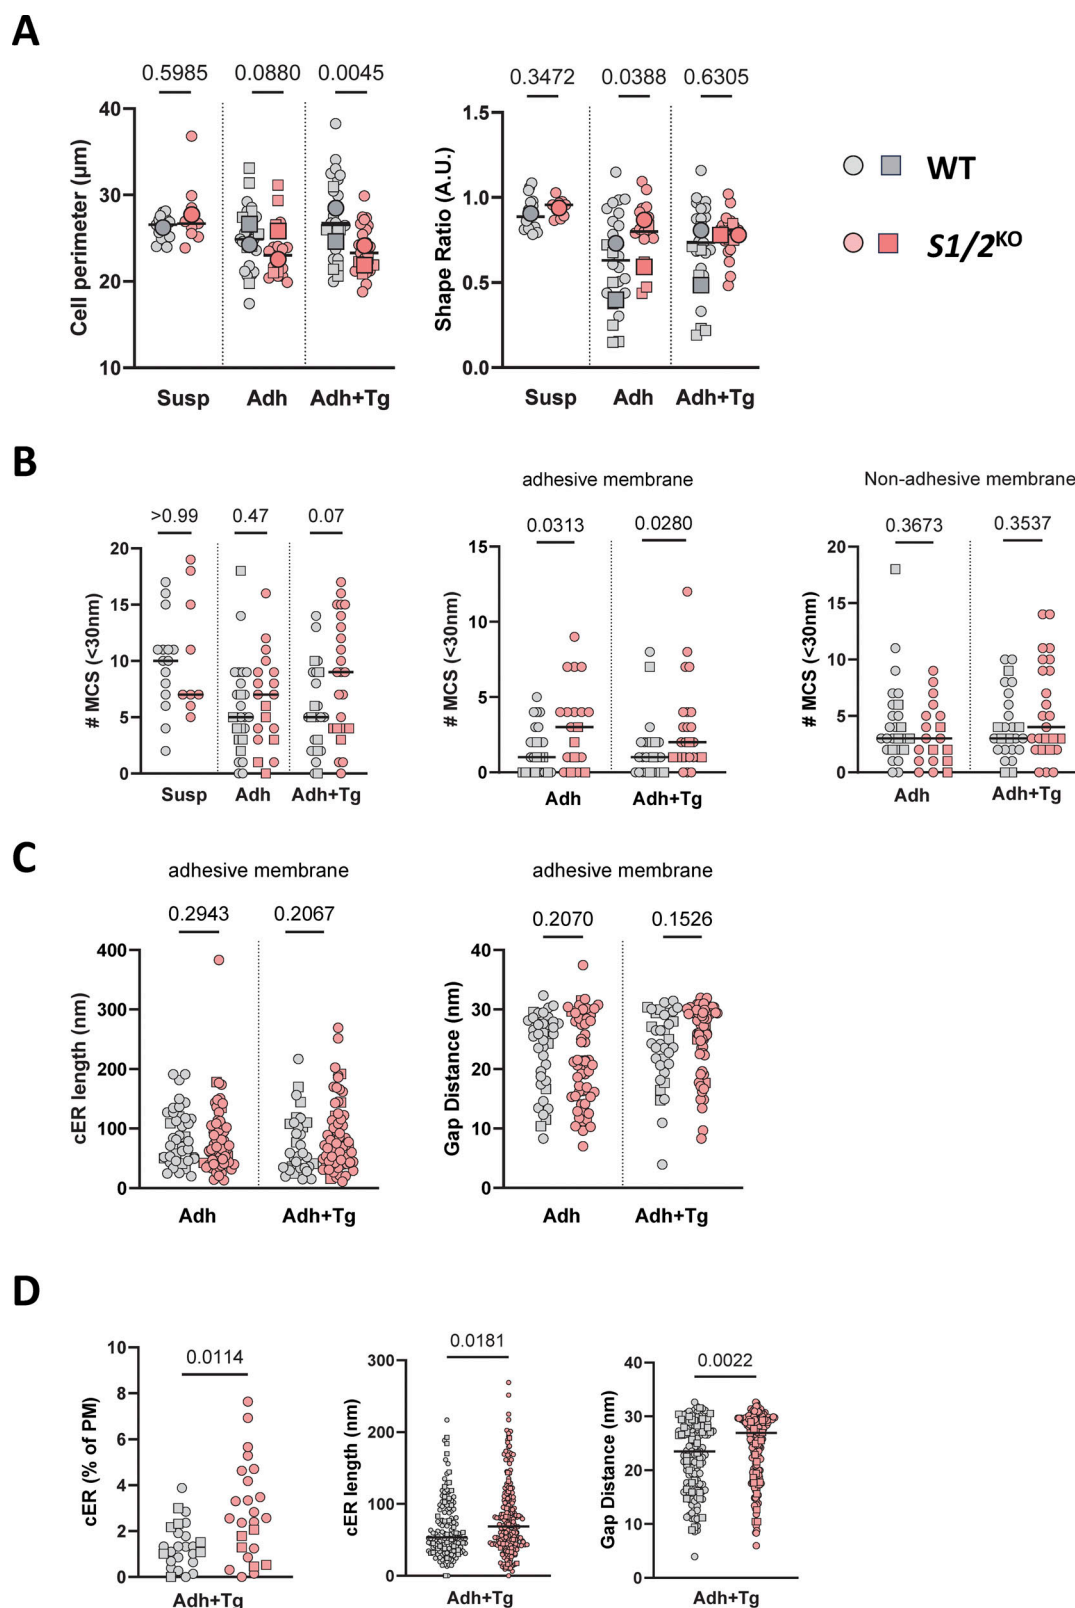 A
0.5985 0.0880 0.0045
Cell perimeter (µm)
40
30
20
10
Susp Adh Adh+Tg
0.3472 0.0388 0.6305
Shape Ratio (A.U.)
1.5
1.0
0.5
0.0
Susp Adh Adh+Tg
WT
S1/2KO
B
>0.99 0.47 0.07
# MCS (<30nm)
20
15
10
5
0
Susp Adh Adh+Tg
adhesive membrane
0.0313 0.0280
# MCS (<30nm)
15
10
5
0
Adh Adh+Tg
Non-adhesive membrane
0.3673 0.3537
# MCS (<30nm)
20
15
10
5
0
Adh Adh+Tg
C
adhesive membrane
0.2943 0.2067
cER length (nm)
400
300
200
100
0
Adh Adh+Tg
adhesive membrane
0.2070 0.1526
Gap Distance (nm)
40
30
20
10
0
Adh Adh+Tg
D
0.0114
cER (% of PM)
10
8
6
4
2
0
Adh+Tg
0.0181
cER length (nm)
300
200
100
0
Adh+Tg
0.0022
Gap Distance (nm)
40
30
20
10
0
Adh+Tg